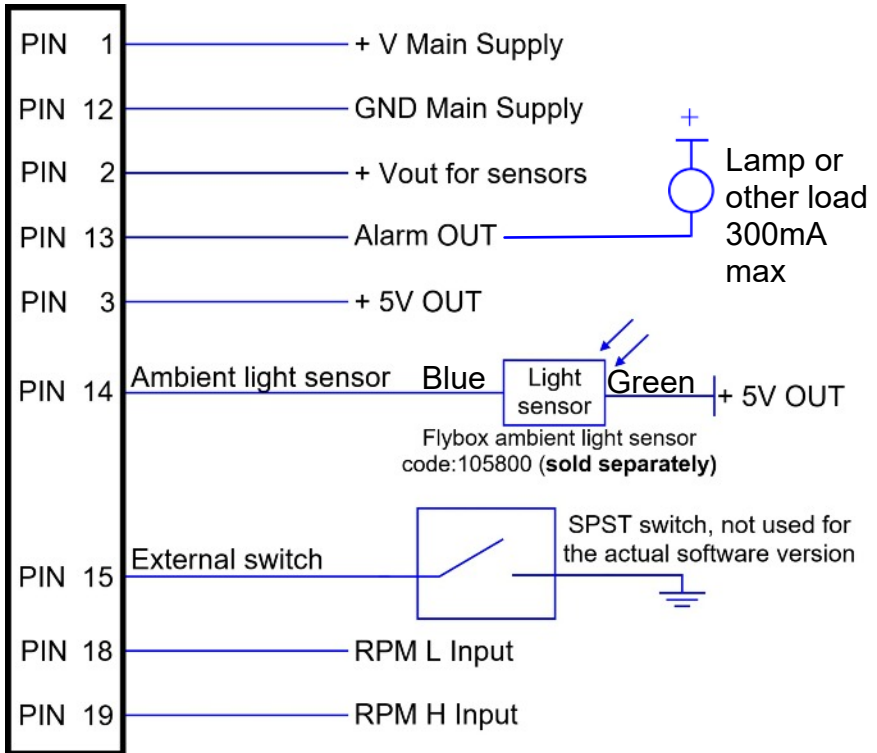 PIN 1 + V Main Supply
PIN 12 GND Main Supply
+
PIN 2 + Vout for sensors
Lamp or
other load
300mA
max
PIN 13 Alarm OUT
PIN 3 + 5V OUT
PIN 14 Ambient light sensor Blue Light
sensor Green + 5V OUT
Flybox ambient light sensor
code:105800 (sold separately)
SPST switch, not used for
the actual software version
PIN 15 External switch
PIN 18 RPM L Input
PIN 19 RPM H Input